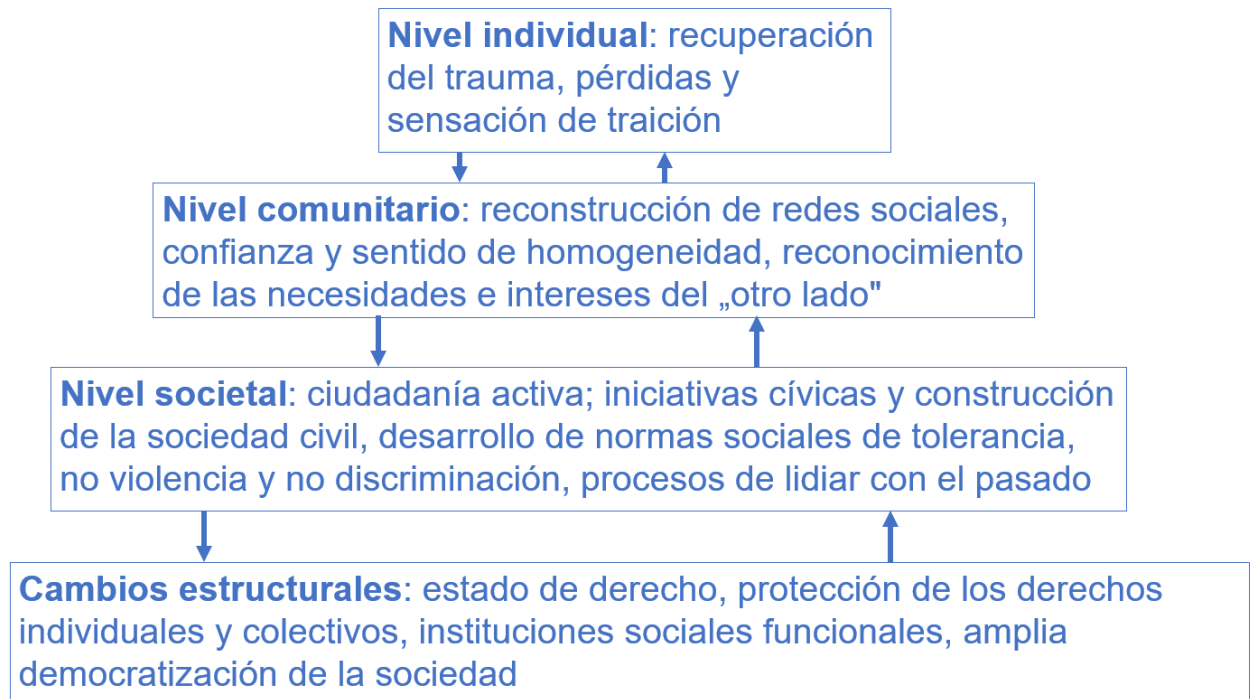 Nivel individual: recuperación
del trauma, pérdidas y
sensación de traición
Nivel comunitario: reconstrucción de redes sociales,
confianza y sentido de homogeneidad, reconocimiento
de las necesidades e intereses del „otro lado"
Nivel societal: ciudadanía activa; iniciativas cívicas y construcción
de la sociedad civil, desarrollo de normas sociales de tolerancia,
no violencia y no discriminación, procesos de lidiar con el pasado
Cambios estructurales: estado de derecho, protección de los derechos
individuales y colectivos, instituciones sociales funcionales, amplia
democratización de la sociedad